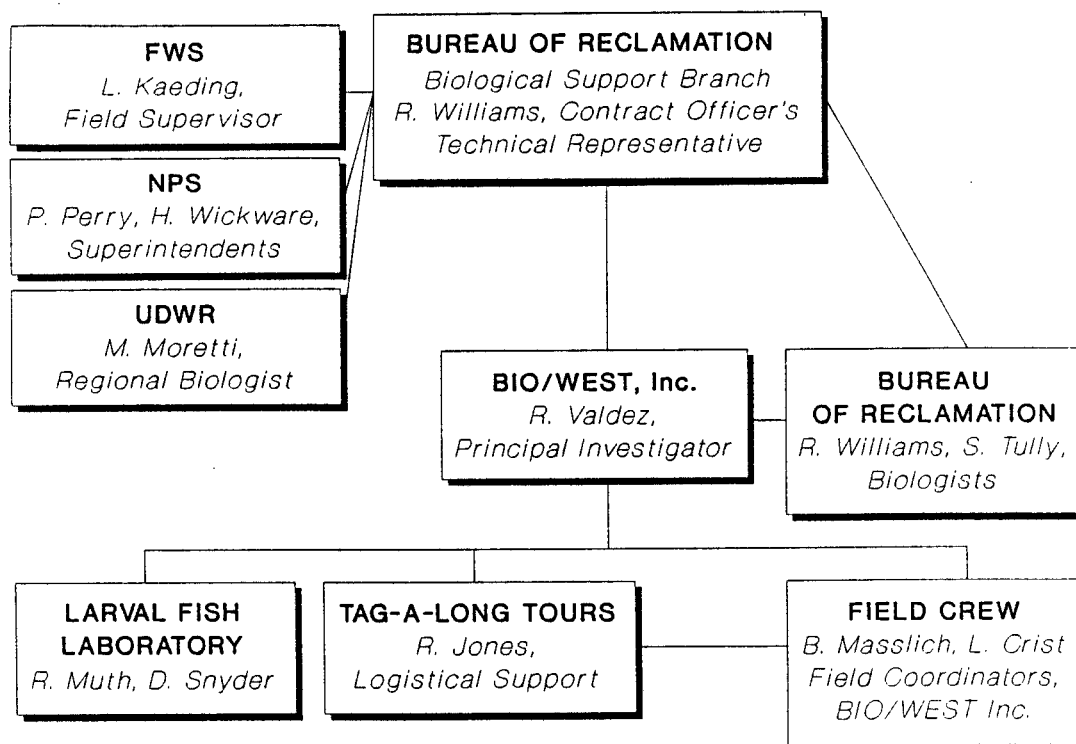 FWS
L. Kaeding,
Field Supervisor
BUREAU OF RECLAMATION
Biological Support Branch
R. Williams, Contract Officer's
Technical Representative
NPS
P. Perry, H. Wickware,
Superintendents
UDWR
M. Moretti,
Regional Biologist
BIO/WEST, Inc.
R. Valdez,
Principal Investigator
BUREAU
OF RECLAMATION
R. Williams, S. Tully,
Biologists
LARVAL FISH
LABORATORY
R. Muth, D. Snyder
TAG-A-LONG TOURS
R. Jones,
Logistical Support
FIELD CREW
B. Masslich, L. Crist
Field Coordinators,
BIO/WEST Inc.